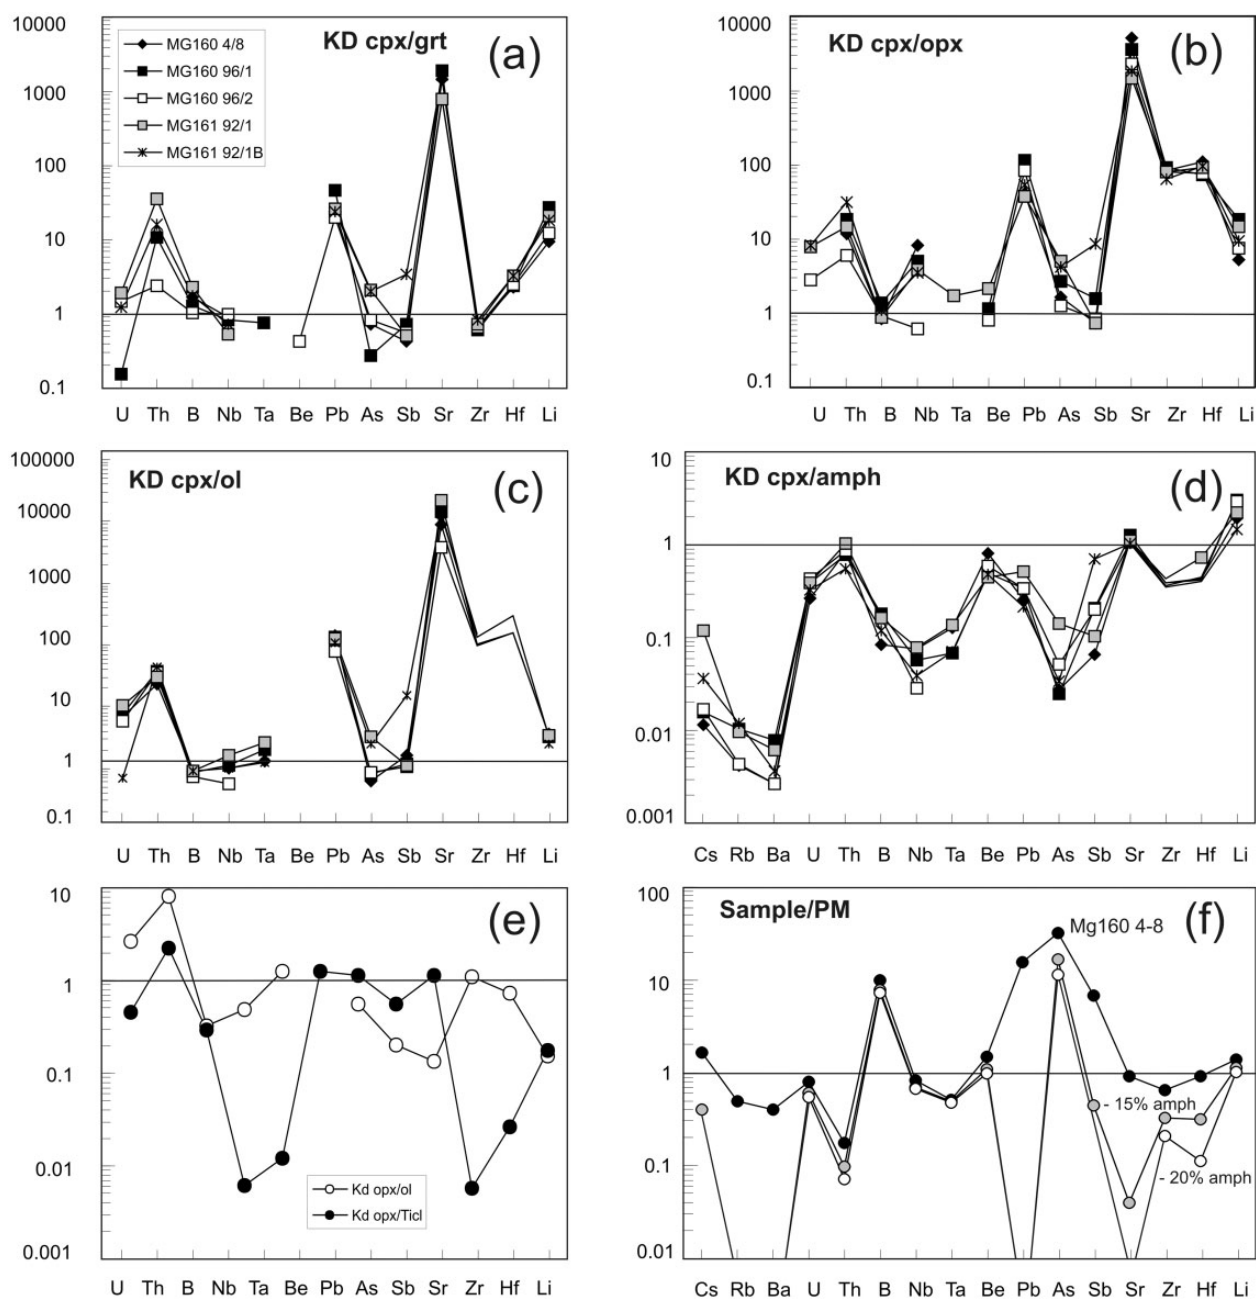 KD cpx/grt
(a)
10000
1000
100
10
1
0.1
MG160 4/8
MG160 96/1
MG160 96/2
MG161 92/1
MG161 92/1B
U Th B Nb Ta Be Pb As Sb Sr Zr Hf Li
KD cpx/opx
(b)
10000
1000
100
10
1
0.1
U Th B Nb Ta Be Pb As Sb Sr Zr Hf Li
KD cpx/ol
(c)
100000
10000
1000
100
10
1
0.1
U Th B Nb Ta Be Pb As Sb Sr Zr Hf Li
KD cpx/amph
(d)
10
1
0.1
0.01
0.001
Cs Rb Ba U Th B Nb Ta Be Pb As Sb Sr Zr Hf Li
(e)
10
1
0.1
0.01
0.001
Kd opx/ol
Kd opx/Ticl
U Th B Nb Ta Be Pb As Sb Sr Zr Hf Li
Sample/PM
(f)
100
10
1
0.1
0.01
Mg160 4-8
- 15% amph
- 20% amph
Cs Rb Ba U Th B Nb Ta Be Pb As Sb Sr Zr Hf Li